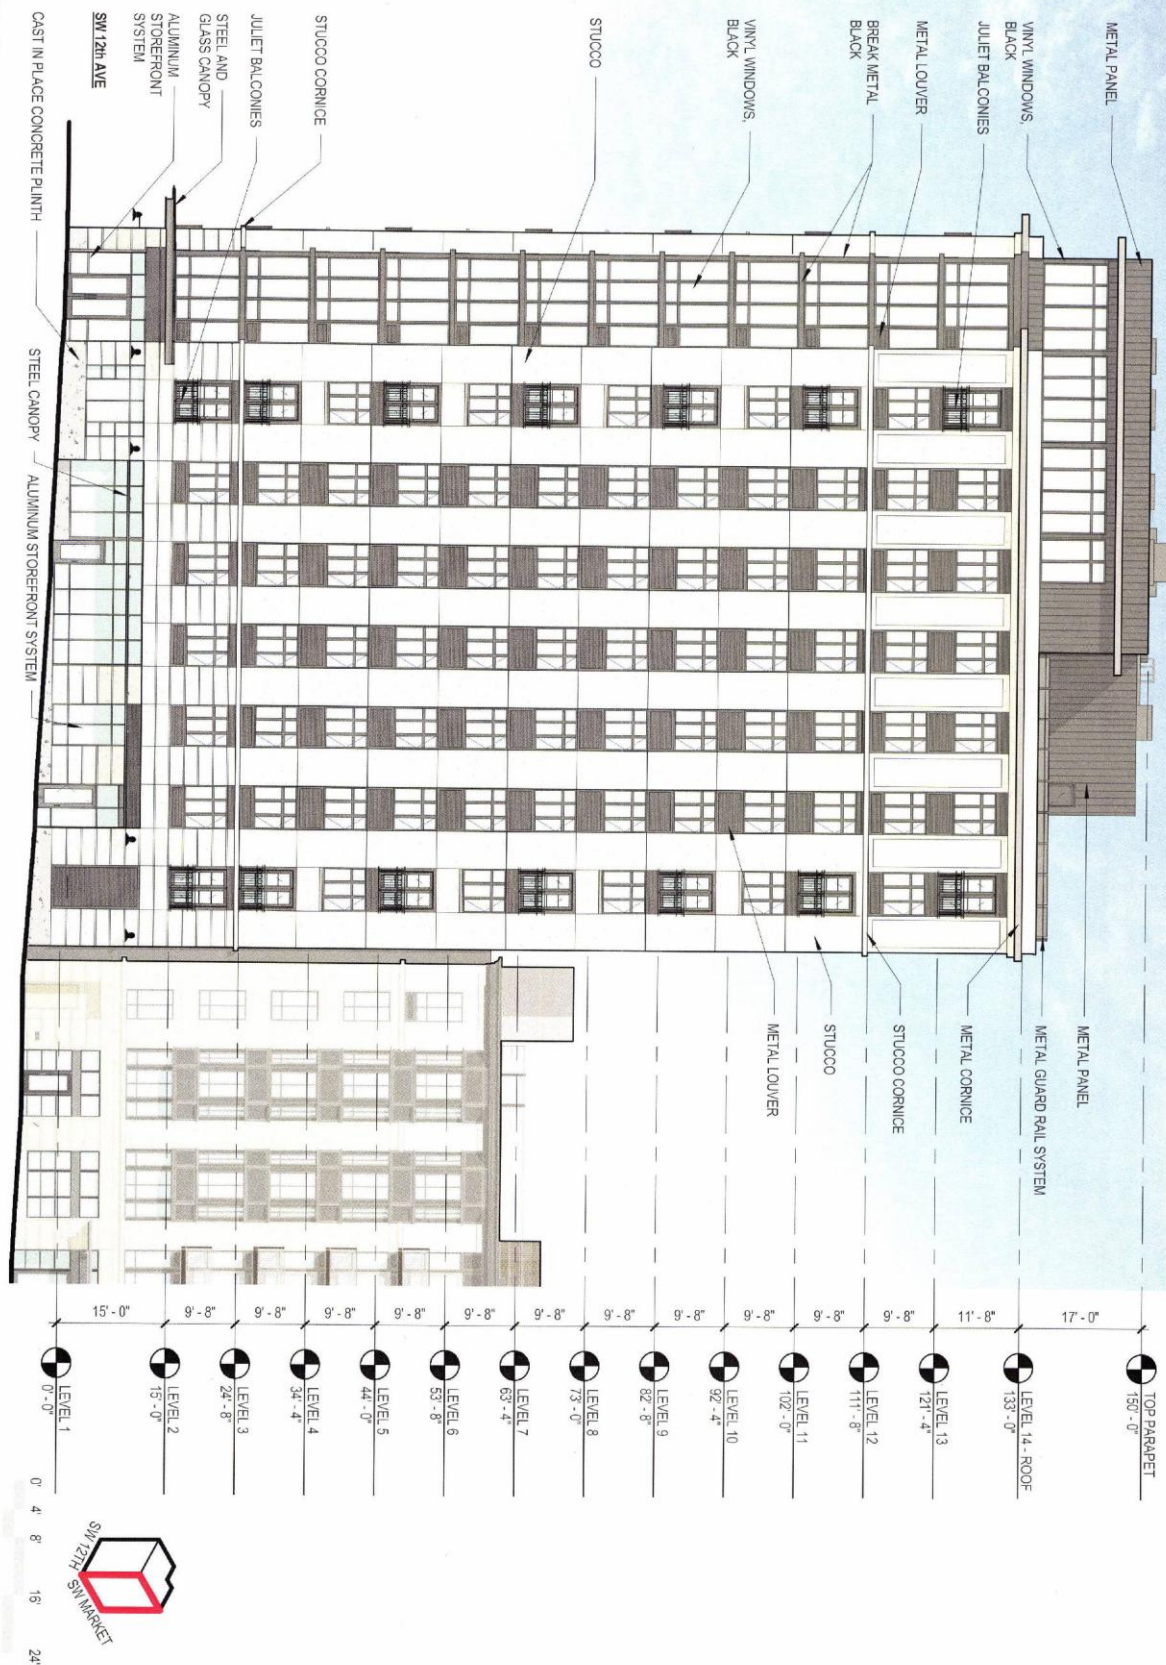 METAL PANEL
VINYL WINDOWS,
BLACK
JULIET BALCONIES
METAL LOUVER
BREAK METAL
BLACK
VINYL WINDOWS,
BLACK
STUCCO
STUCCO CORNICE
JULIET BALCONIES
STEEL AND
GLASS CANOPY
ALUMINUM
STOREFRONT
SYSTEM
SW 12th AVE
CAST IN PLACE CONCRETE PLINTH
STEEL CANOPY
ALUMINUM STOREFRONT SYSTEM
METAL PANEL
METAL GUARD RAIL SYSTEM
METAL CORNICE
STUCCO CORNICE
STUCCO
METAL LOUVER
17' - 0"
11' - 8"
9' - 8"
9' - 8"
9' - 8"
9' - 8"
9' - 8"
9' - 8"
9' - 8"
9' - 8"
9' - 8"
9' - 8"
9' - 8"
15' - 0"
TOP PARAPET
150' - 0"
LEVEL 14 - ROOF
133' - 0"
LEVEL 13
121' - 4"
LEVEL 12
111' - 8"
LEVEL 11
102' - 0"
LEVEL 10
92' - 4"
LEVEL 9
82' - 8"
LEVEL 8
73' - 0"
LEVEL 7
63' - 4"
LEVEL 6
53' - 8"
LEVEL 5
44' - 0"
LEVEL 4
34' - 4"
LEVEL 3
24' - 8"
LEVEL 2
15' - 0"
LEVEL 1
0' - 0"
SW 12TH
SW MARKET
0' 4' 8' 16' 24'